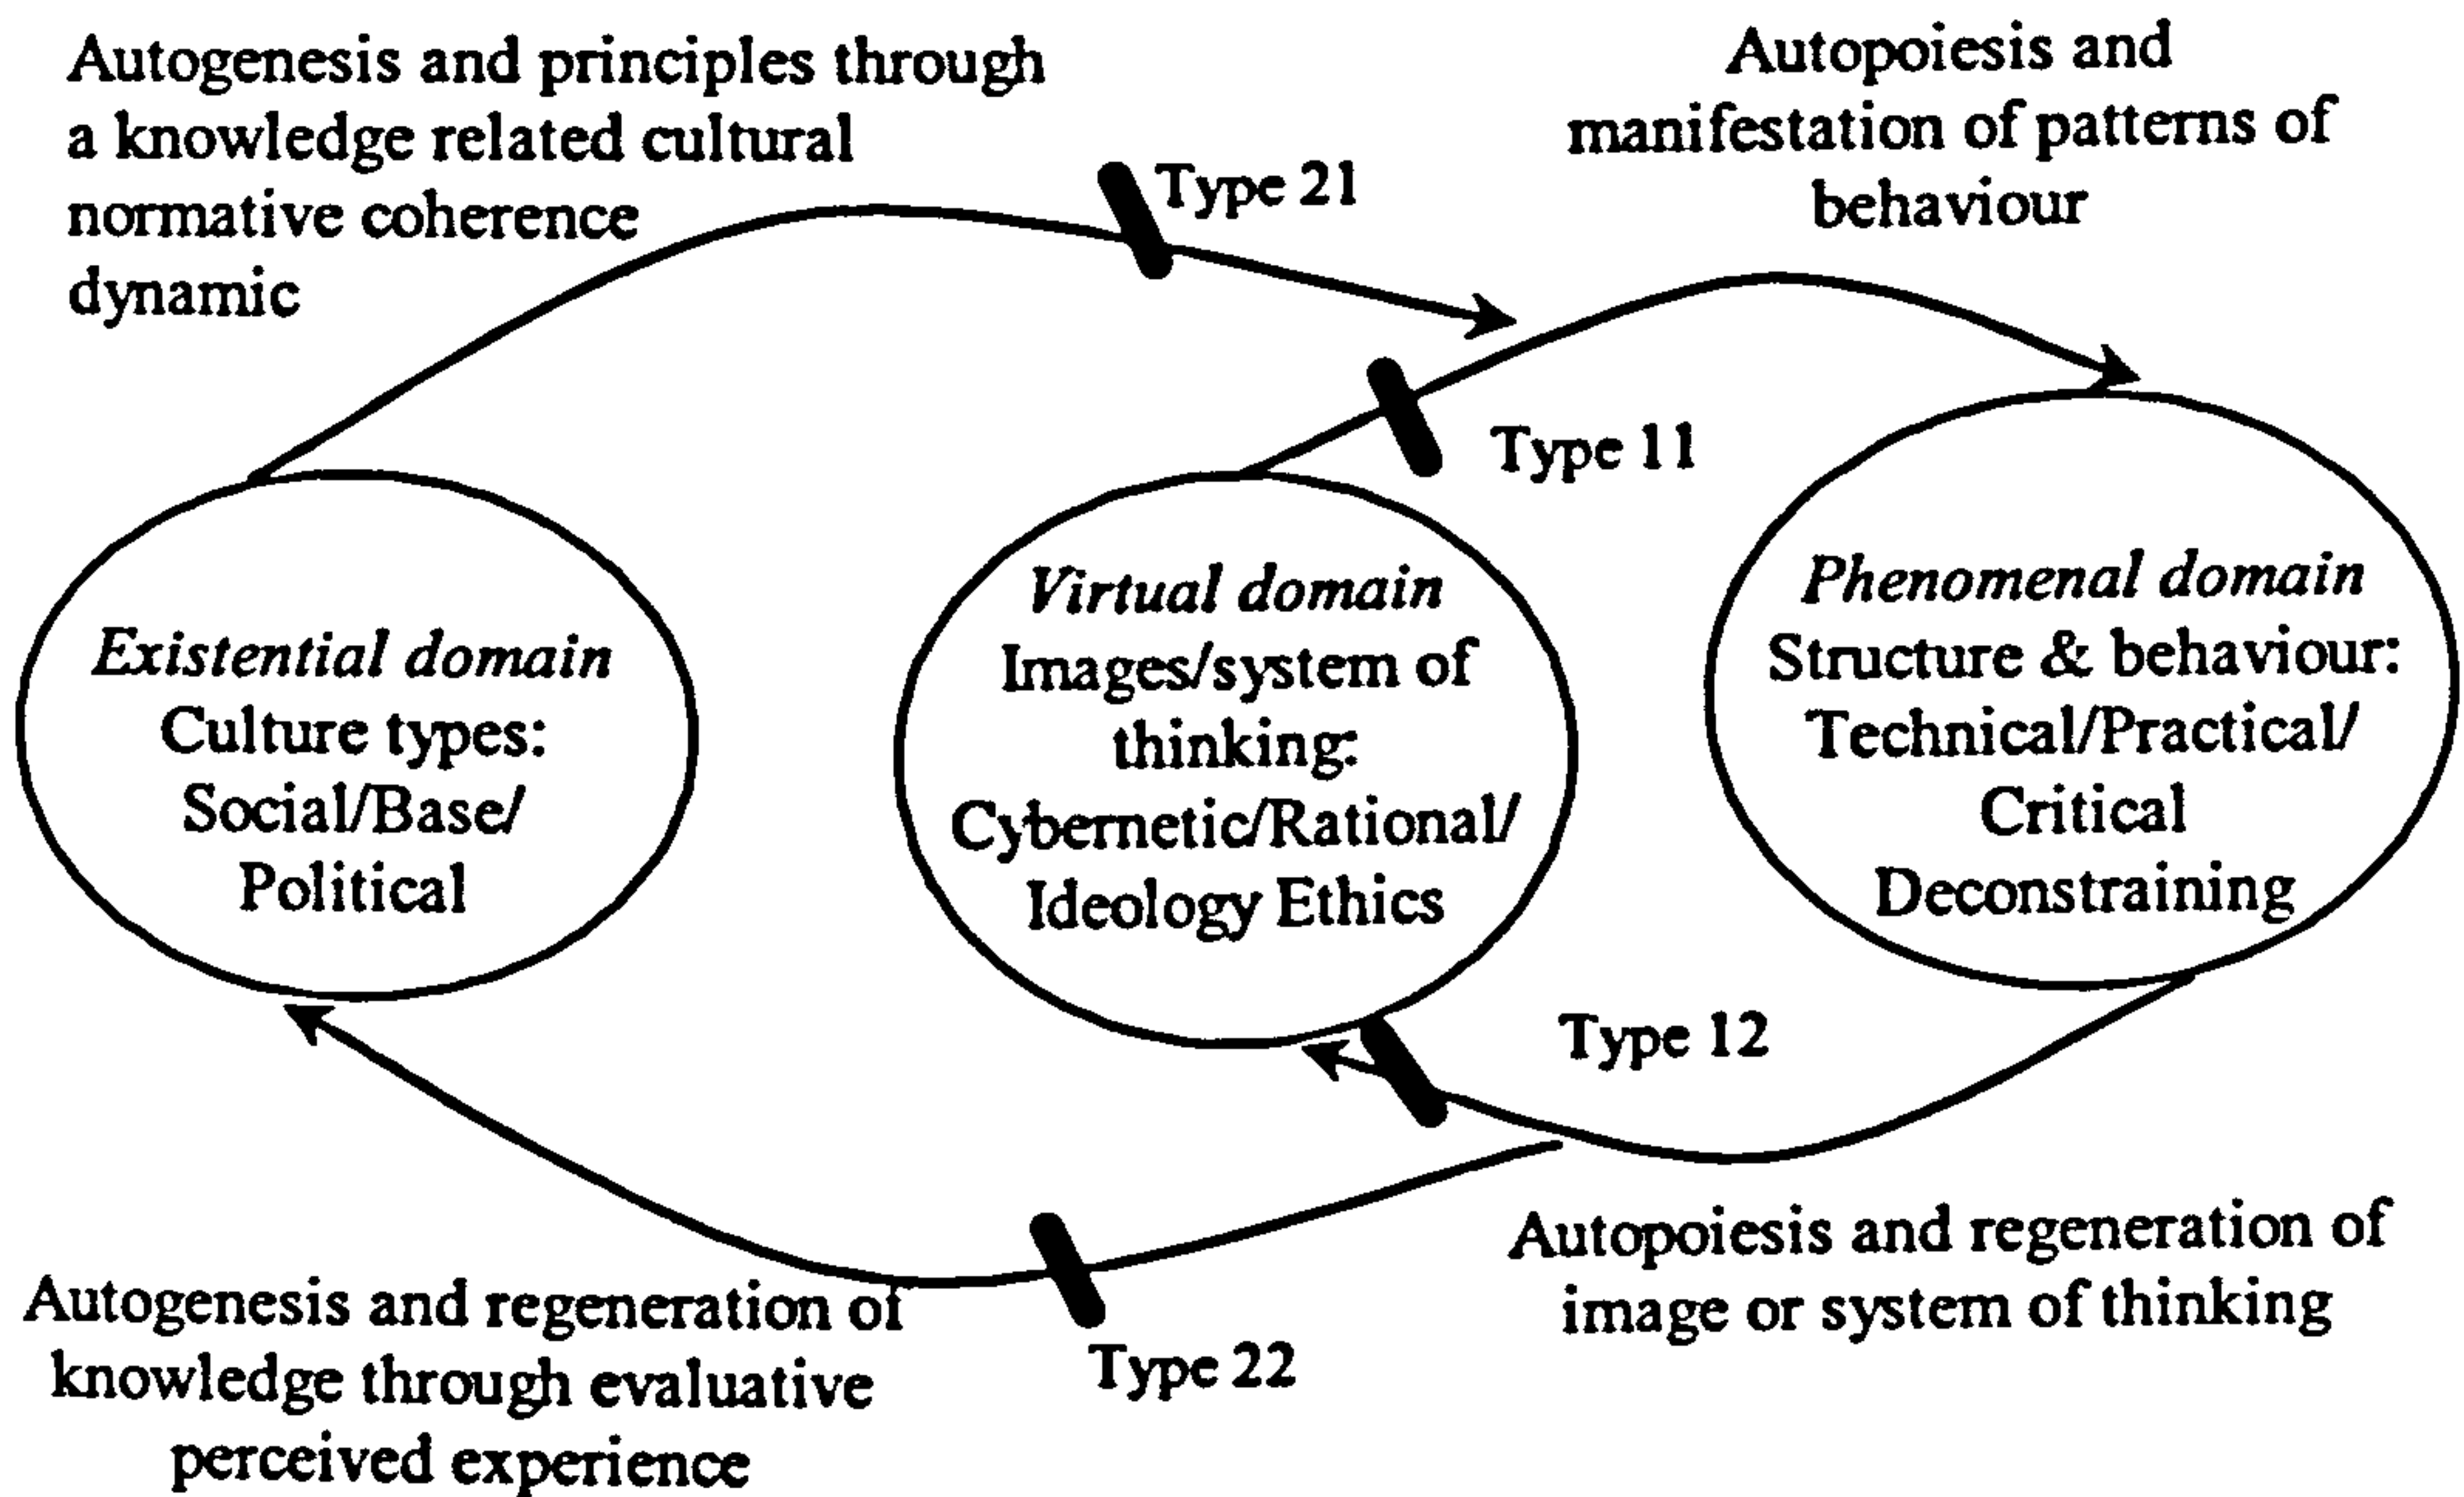 Autogenesis and principles through
a knowledge related cultural
normative coherence
dynamic
Autopoiesis and
manifestation of patterns of
behaviour
Type 21
Type 11
Existential domain
Culture types:
Social/Base/
Political
Virtual domain
Images/system of
thinking:
Cybernetic/Rational/
Ideology Ethics
Phenomenal domain
Structure & behaviour:
Technical/Practical/
Critical
Deconstraining
Type 12
Autopoiesis and regeneration of
image or system of thinking
Autogenesis and regeneration of
knowledge through evaluative
perceived experience
Type 22